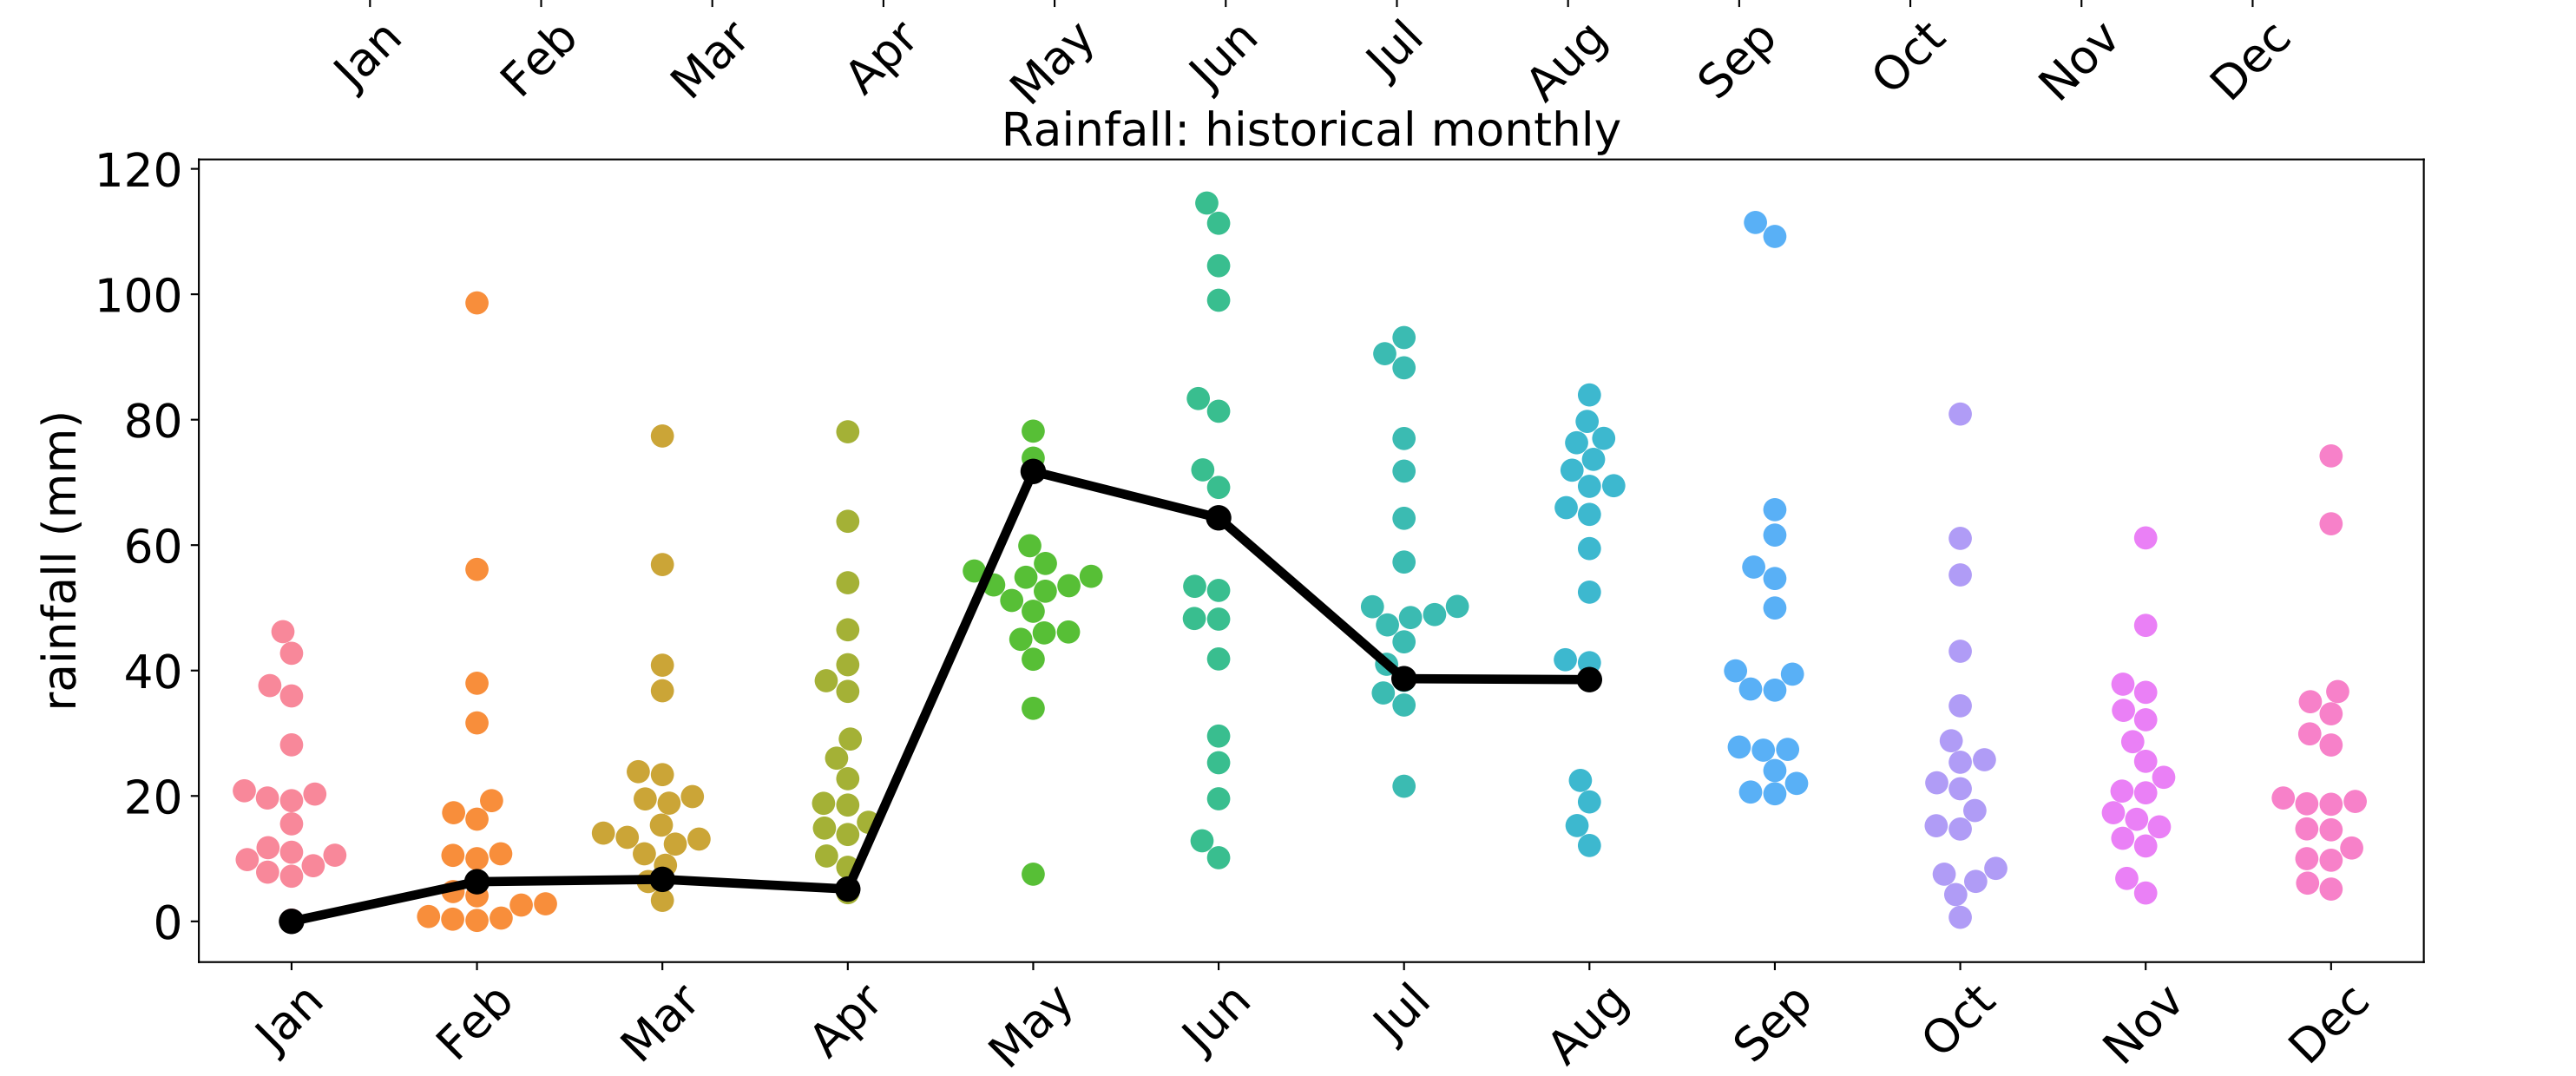 Jan Feb Mar Apr May Jun Jul Aug Sep Oct Nov Dec
Rainfall: historical monthly
120
100
80
60
40
20
0
rainfall (mm)
Jan Feb Mar Apr May Jun Jul Aug Sep Oct Nov Dec